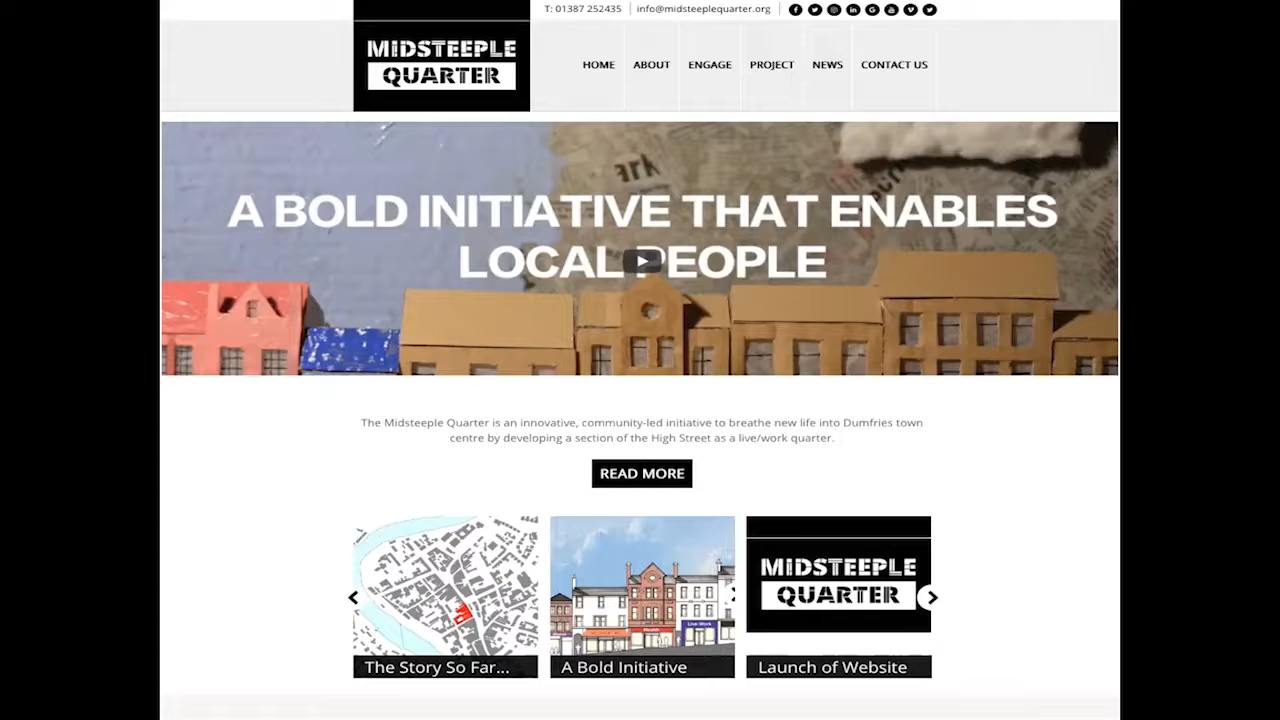 T: 01387 252435
info@midsteeplequarter.org
MIDSTEEPLE
QUARTER
HOME ABOUT ENGAGE PROJECT NEWS CONTACT US
A BOLD INITIATIVE THAT ENABLES
LOCAL PEOPLE
The Midsteeple Quarter is an innovative, community-led initiative to breathe new life into Dumfries town
centre by developing a section of the High Street as a live/work quarter.
READ MORE
MIDSTEEPLE
QUARTER
The Story So Far...
A Bold Initiative
Launch of Website